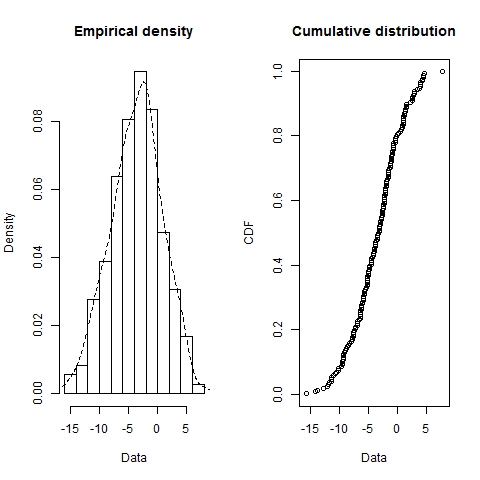 Empirical density
Density
0.00 0.02 0.04 0.06 0.08
-15 -10 -5 0 5
Data
Cumulative distribution
CDF
0.0 0.2 0.4 0.6 0.8 1.0
-15 -10 -5 0 5
Data